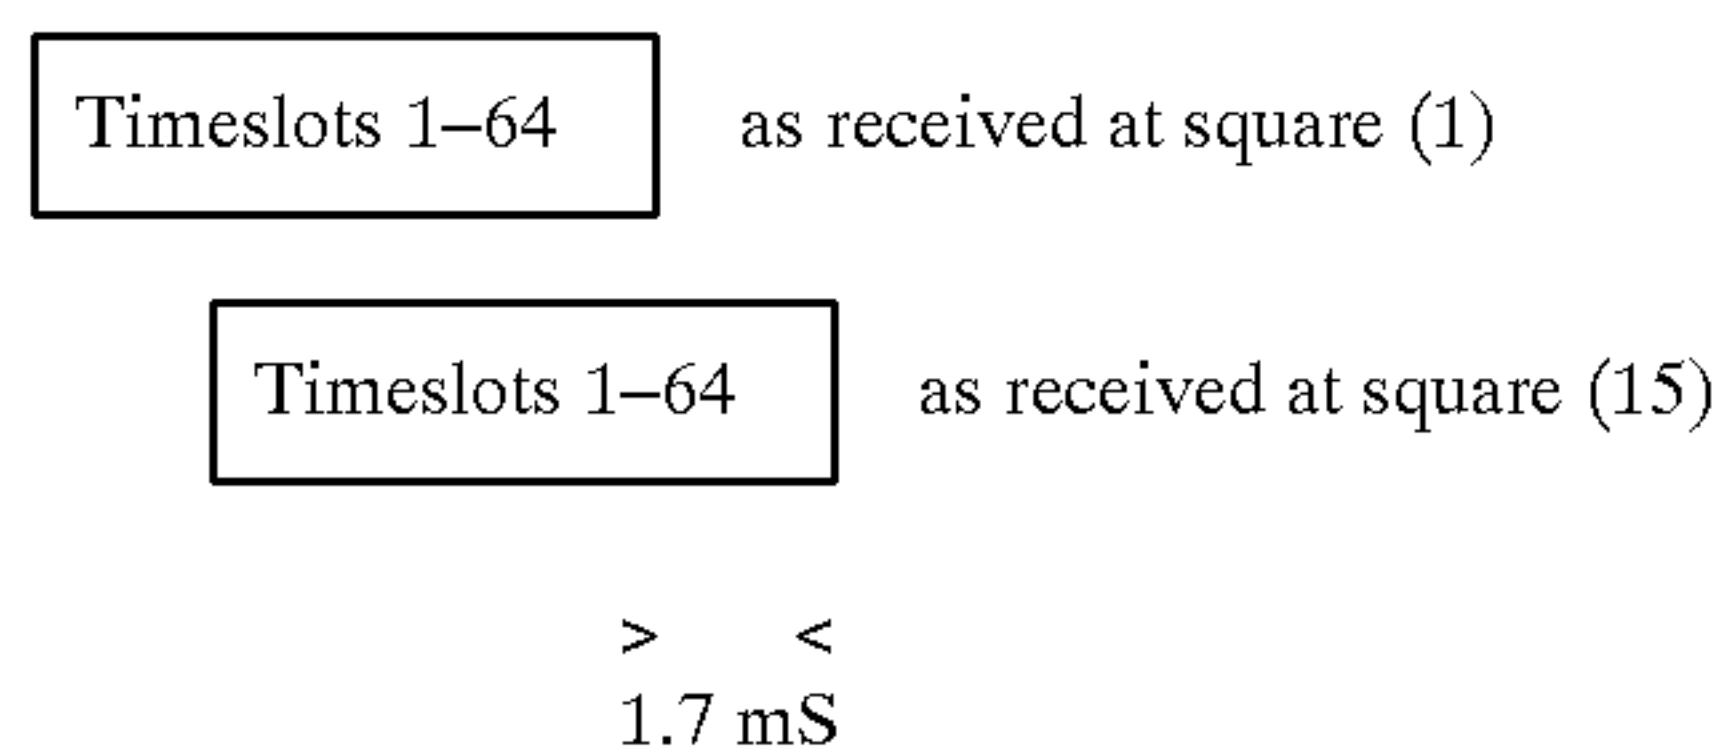 Timeslots 1–64 as received at square (1)
Timeslots 1–64 as received at square (15)
> <
1.7 mS